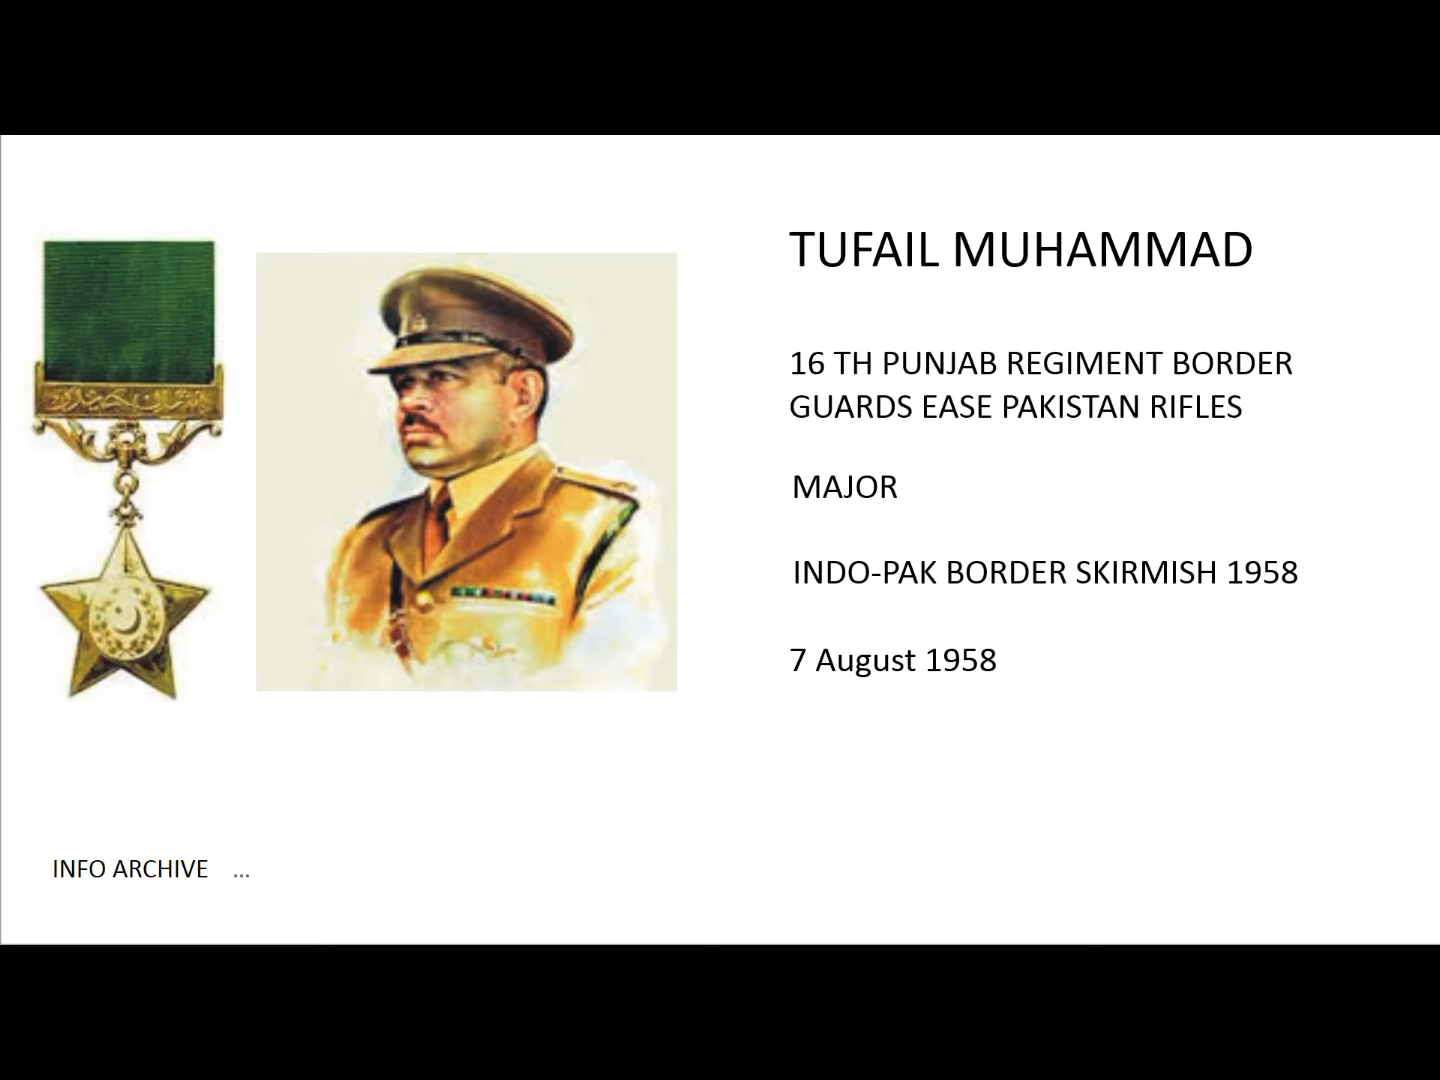 TUFAIL MUHAMMAD
16 TH PUNJAB REGIMENT BORDER
GUARDS EASE PAKISTAN RIFLES
MAJOR
INDO-PAK BORDER SKIRMISH 1958
7 August 1958
INFO ARCHIVE ...